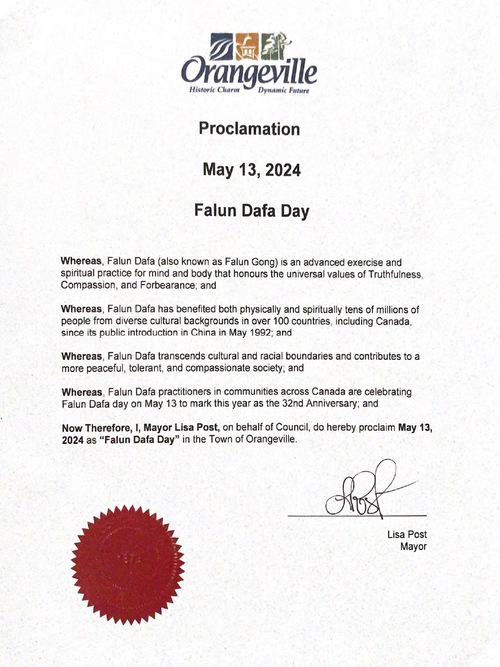 Orangeville
Historic Charm Dynamic Future
Proclamation
May 13, 2024
Falun Dafa Day
Whereas, Falun Dafa (also known as Falun Gong) is an advanced exercise and
spiritual practice for mind and body that honours the universal values of Truthfulness,
Compassion, and Forbearance; and
Whereas, Falun Dafa has benefited both physically and spiritually tens of millions of
people from diverse cultural backgrounds in over 100 countries, including Canada,
since its public introduction in China in May 1992; and
Whereas, Falun Dafa transcends cultural and racial boundaries and contributes to a
more peaceful, tolerant, and compassionate society; and
Whereas, Falun Dafa practitioners in communities across Canada are celebrating
Falun Dafa day on May 13 to mark this year as the 32nd Anniversary; and
Now Therefore, I, Mayor Lisa Post, on behalf of Council, do hereby proclaim May 13,
2024 as “Falun Dafa Day” in the Town of Orangeville.
Lisa Post
Mayor